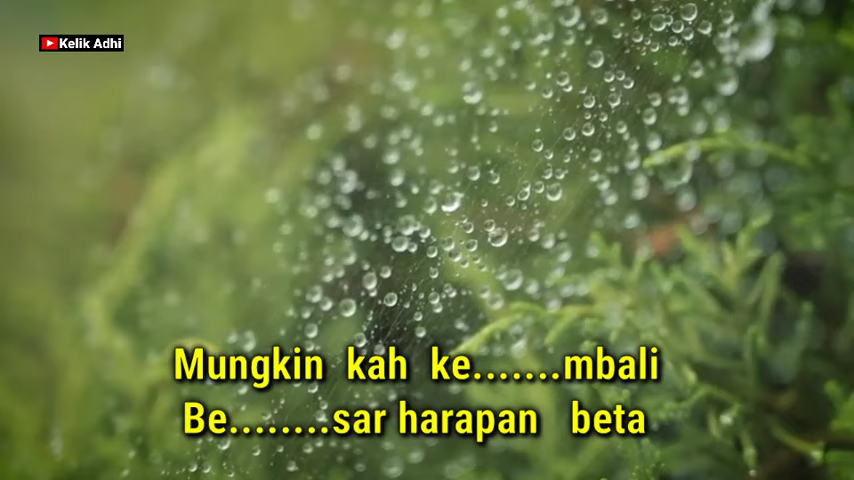 Kelik Adhi
Mungkin kah ke.......mbali
Be........sar harapan beta